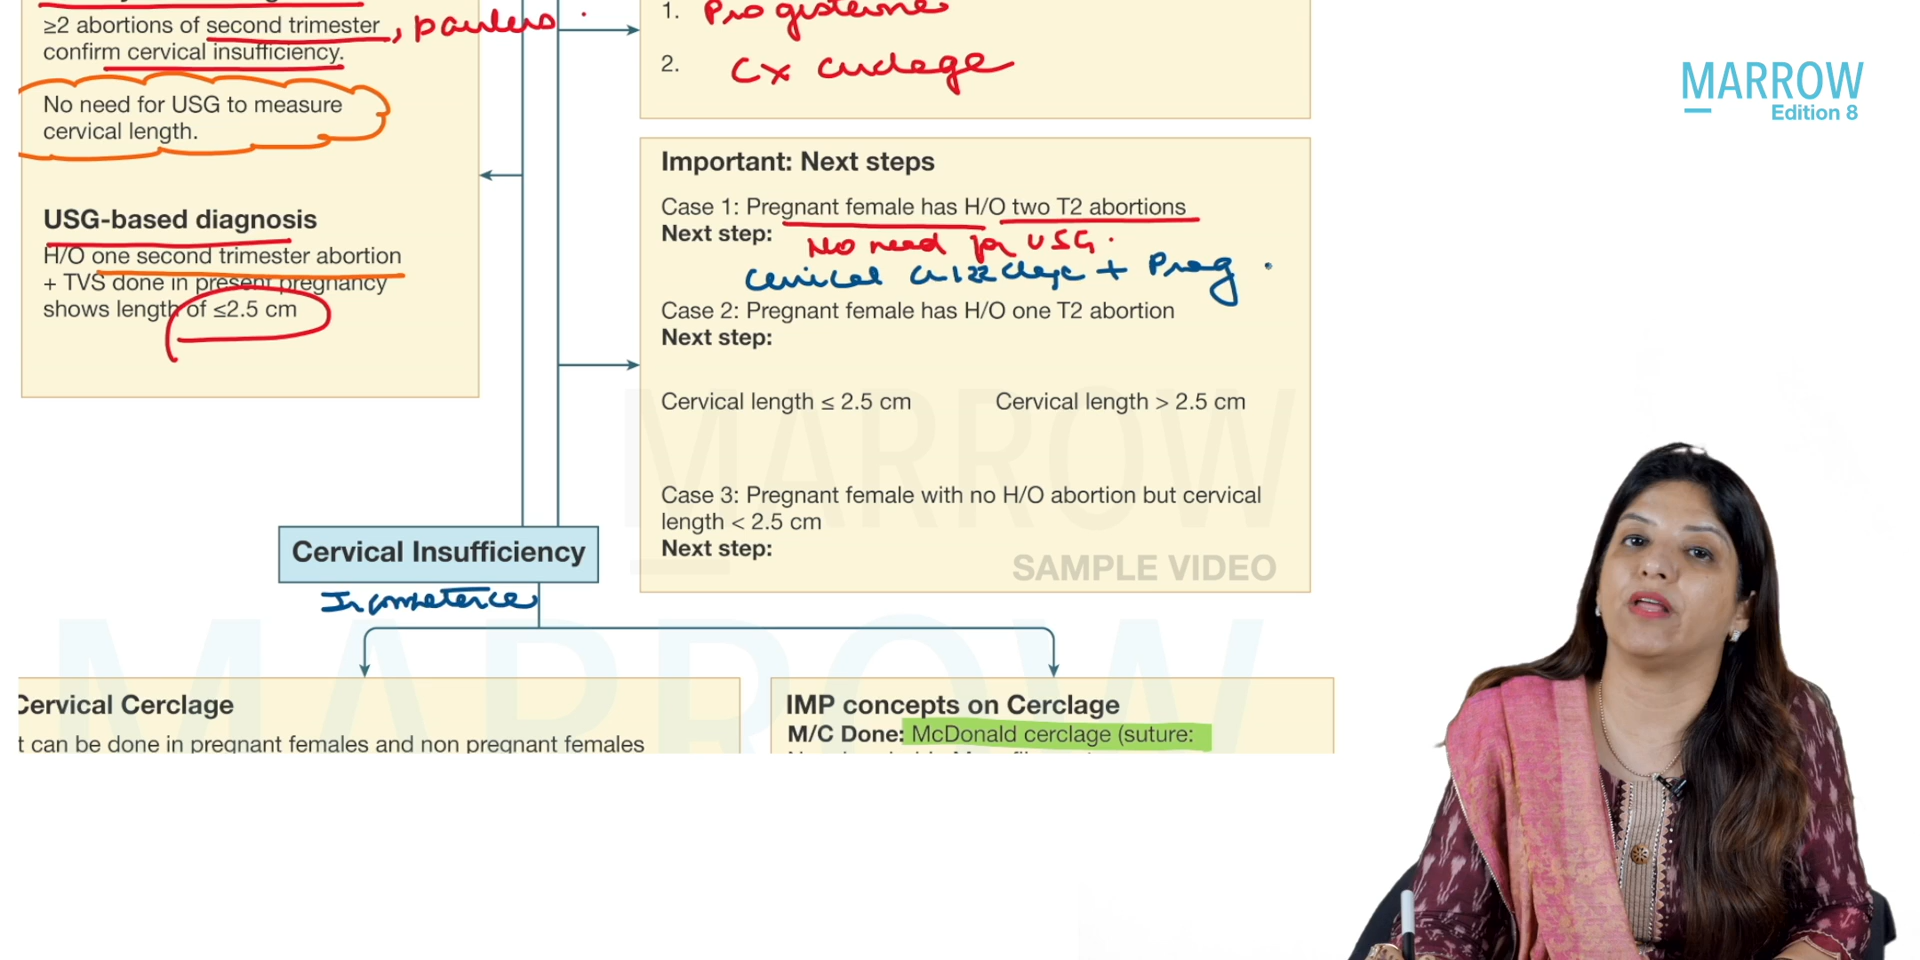 ≥2 abortions of second trimester, painless.
confirm cervical insufficiency.
No need for USG to measure
cervical length.
USG-based diagnosis
H/O one second trimester abortion
+ TVS done in present pregnancy
shows length of ≤2.5 cm
1. Progesterone
2. Cx cerclage
Important: Next steps
Case 1: Pregnant female has H/O two T2 abortions
Next step: No need for USG.
Cervical cerclage + Prog.
Case 2: Pregnant female has H/O one T2 abortion
Next step:
Cervical length ≤ 2.5 cm
Cervical length > 2.5 cm
Case 3: Pregnant female with no H/O abortion but cervical
length < 2.5 cm
Next step:
SAMPLE VIDEO
Cervical Insufficiency
Incompetence
Cervical Cerclage
t can be done in pregnant females and non pregnant females
IMP concepts on Cerclage
M/C Done: McDonald cerclage (suture:
MARROW
MARROW
MARROW
Edition 8